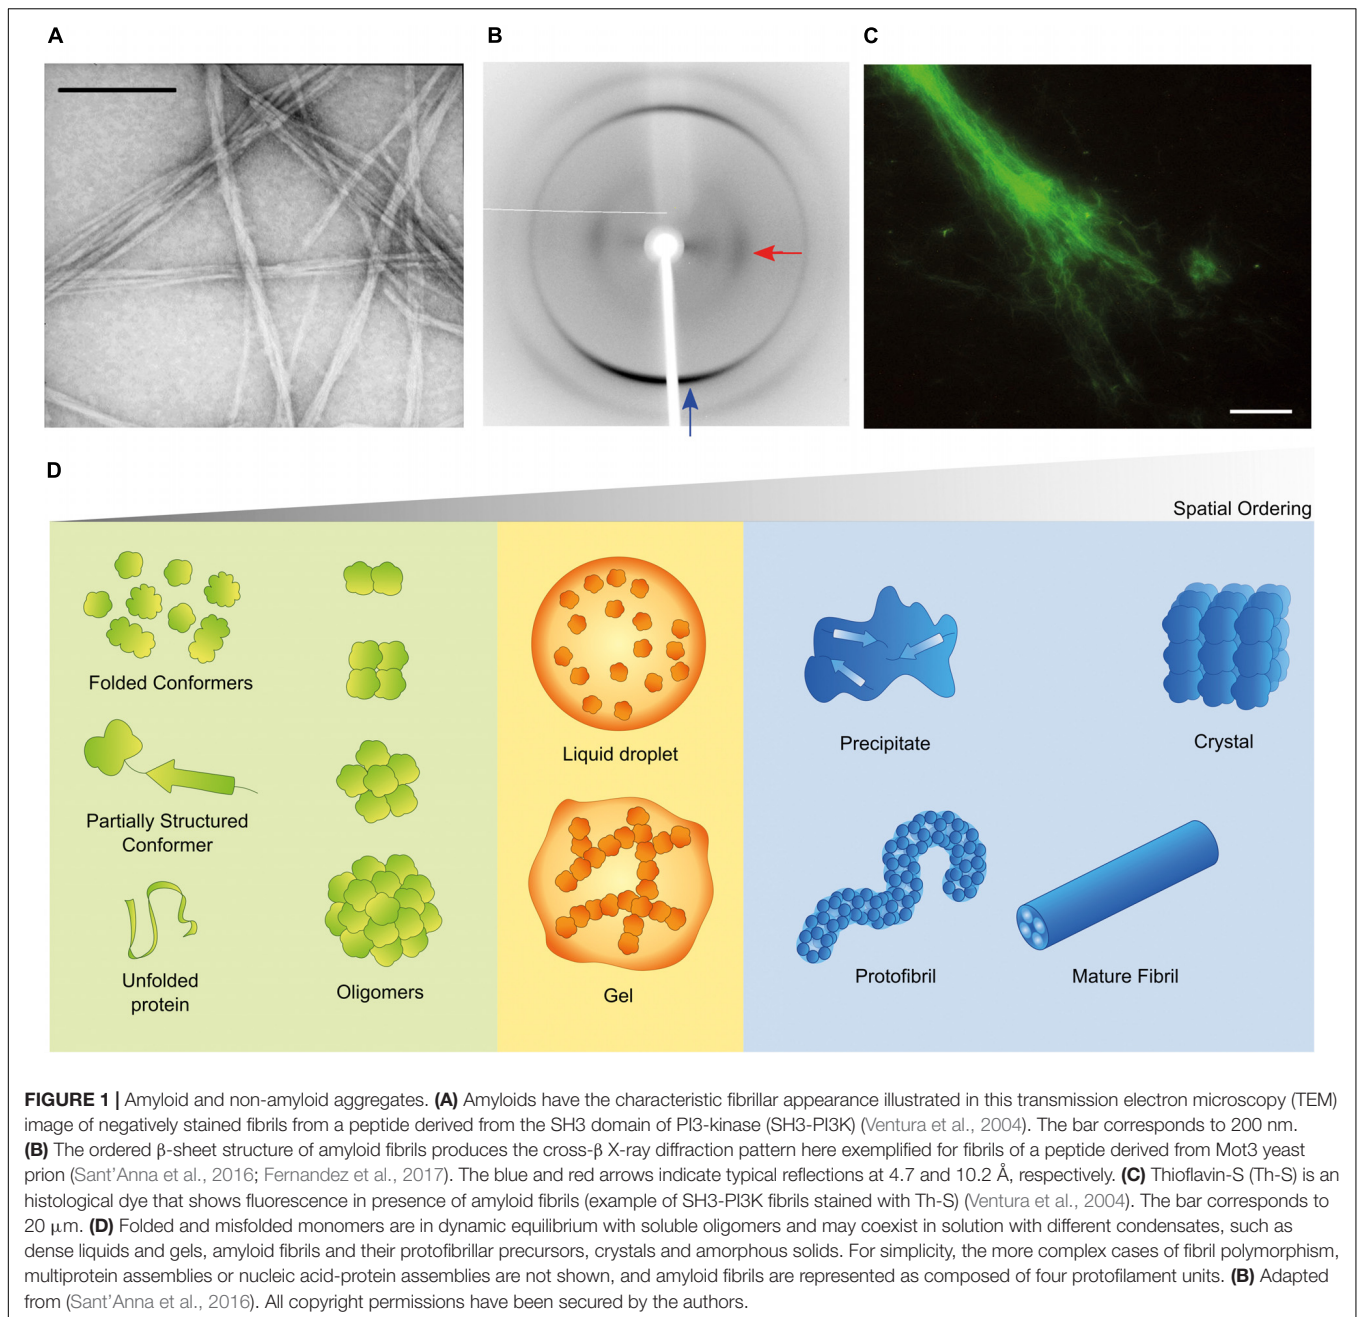 A
B
C
D
Spatial Ordering
Folded Conformers
Partially Structured
Conformer
Unfolded
protein
Oligomers
Liquid droplet
Gel
Precipitate
Crystal
Protofibril
Mature Fibril
FIGURE 1 | Amyloid and non-amyloid aggregates. (A) Amyloids have the characteristic fibrillar appearance illustrated in this transmission electron microscopy (TEM)
image of negatively stained fibrils from a peptide derived from the SH3 domain of PI3-kinase (SH3-PI3K) (Ventura et al., 2004). The bar corresponds to 200 nm.
(B) The ordered β-sheet structure of amyloid fibrils produces the cross-β X-ray diffraction pattern here exemplified for fibrils of a peptide derived from Mot3 yeast
prion (Sant'Anna et al., 2016; Fernandez et al., 2017). The blue and red arrows indicate typical reflections at 4.7 and 10.2 Å, respectively. (C) Thioflavin-S (Th-S) is an
histological dye that shows fluorescence in presence of amyloid fibrils (example of SH3-PI3K fibrils stained with Th-S) (Ventura et al., 2004). The bar corresponds to
20 μm. (D) Folded and misfolded monomers are in dynamic equilibrium with soluble oligomers and may coexist in solution with different condensates, such as
dense liquids and gels, amyloid fibrils and their protofibrillar precursors, crystals and amorphous solids. For simplicity, the more complex cases of fibril polymorphism,
multiprotein assemblies or nucleic acid-protein assemblies are not shown, and amyloid fibrils are represented as composed of four protofilament units. (B) Adapted
from (Sant'Anna et al., 2016). All copyright permissions have been secured by the authors.